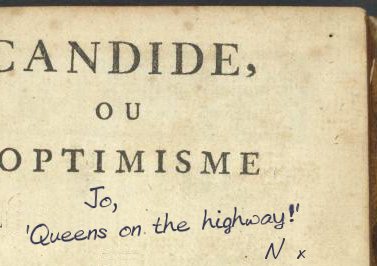 CANDIDE,
OU
OPTIMISME
Jo,
'Queens on the highway!'
N x